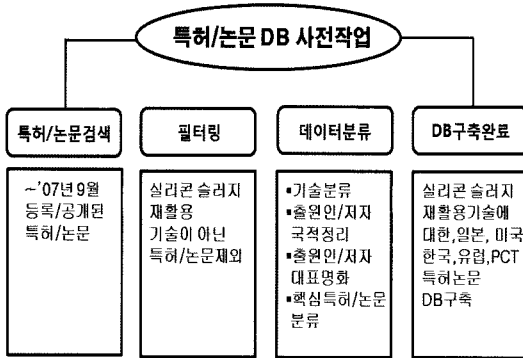 특허/논문 DB 사전작업
특허/논문검색
~'07년 9월
등록/공개된
특허/논문
필터링
실리콘 슬러지
재활용
기술이 아닌
특허/논문제외
데이터분류
▪기술분류
▪출원인/저자
국적정리
▪출원인/저자
대표명화
▪핵심특허/논문
분류
DB구축완료
실리콘 슬러지
재활용기술에
대한,일본, 미국
한국,유럽,PCT
특허논문
DB구축